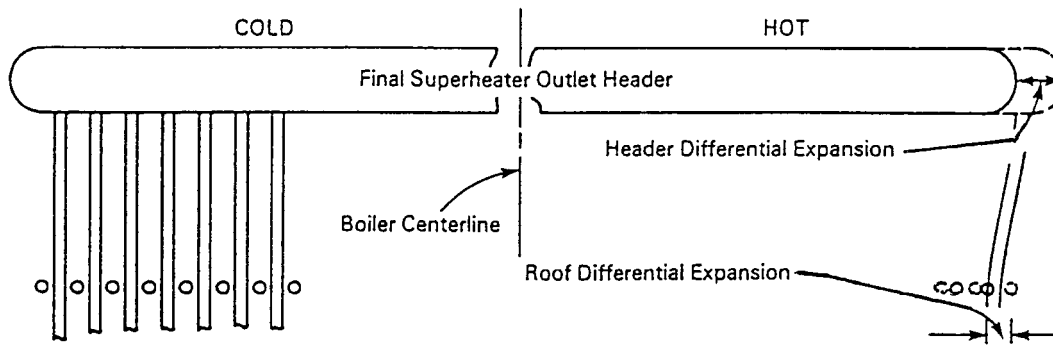 COLD
HOT
Final Superheater Outlet Header
Header Differential Expansion
Boiler Centerline
Roof Differential Expansion